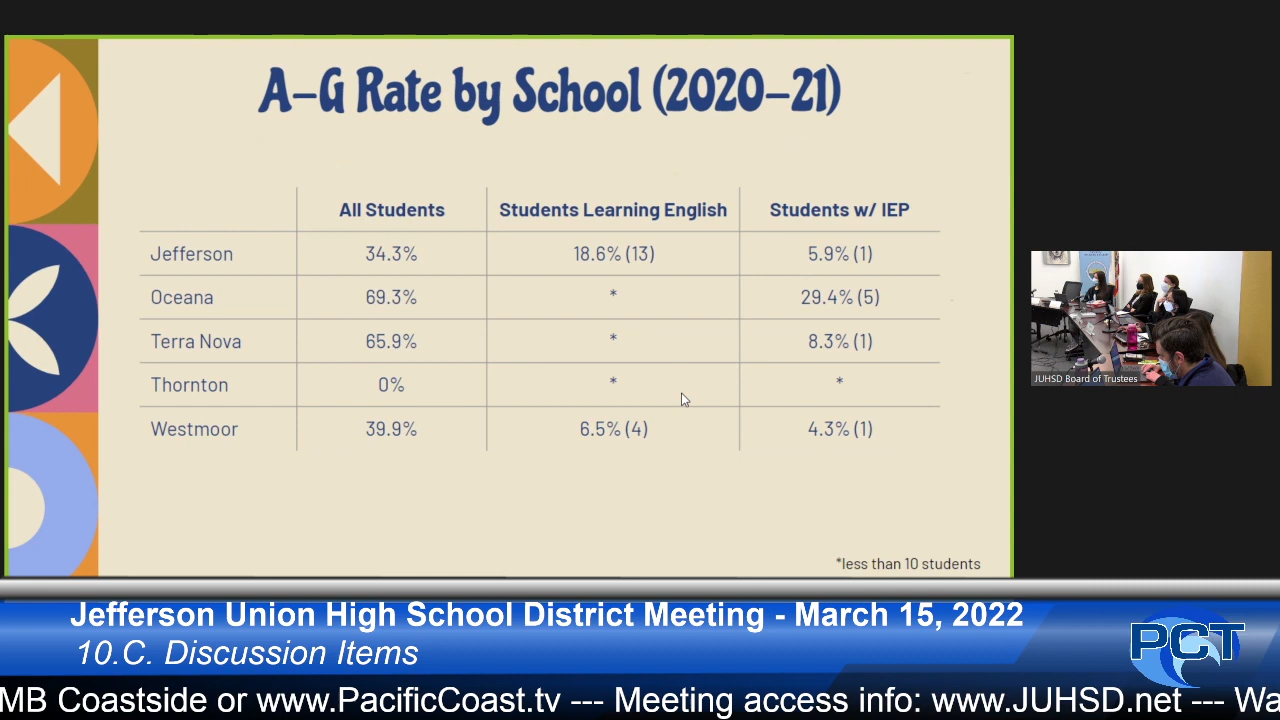 A-G Rate by School (2020-21)
All Students Students Learning English Students w/ IEP
Jefferson 34.3% 18.6% (13) 5.9% (1)
Oceana 69.3% * 29.4% (5)
Terra Nova 65.9% * 8.3% (1)
Thornton 0% * *
Westmoor 39.9% 6.5% (4) 4.3% (1)
*less than 10 students
JUHSD Board of Trustees
Jefferson Union High School District Meeting - March 15, 2022
10.C. Discussion Items
PCT
MB Coastside or www.PacificCoast.tv --- Meeting access info: www.JUHSD.net --- Wa